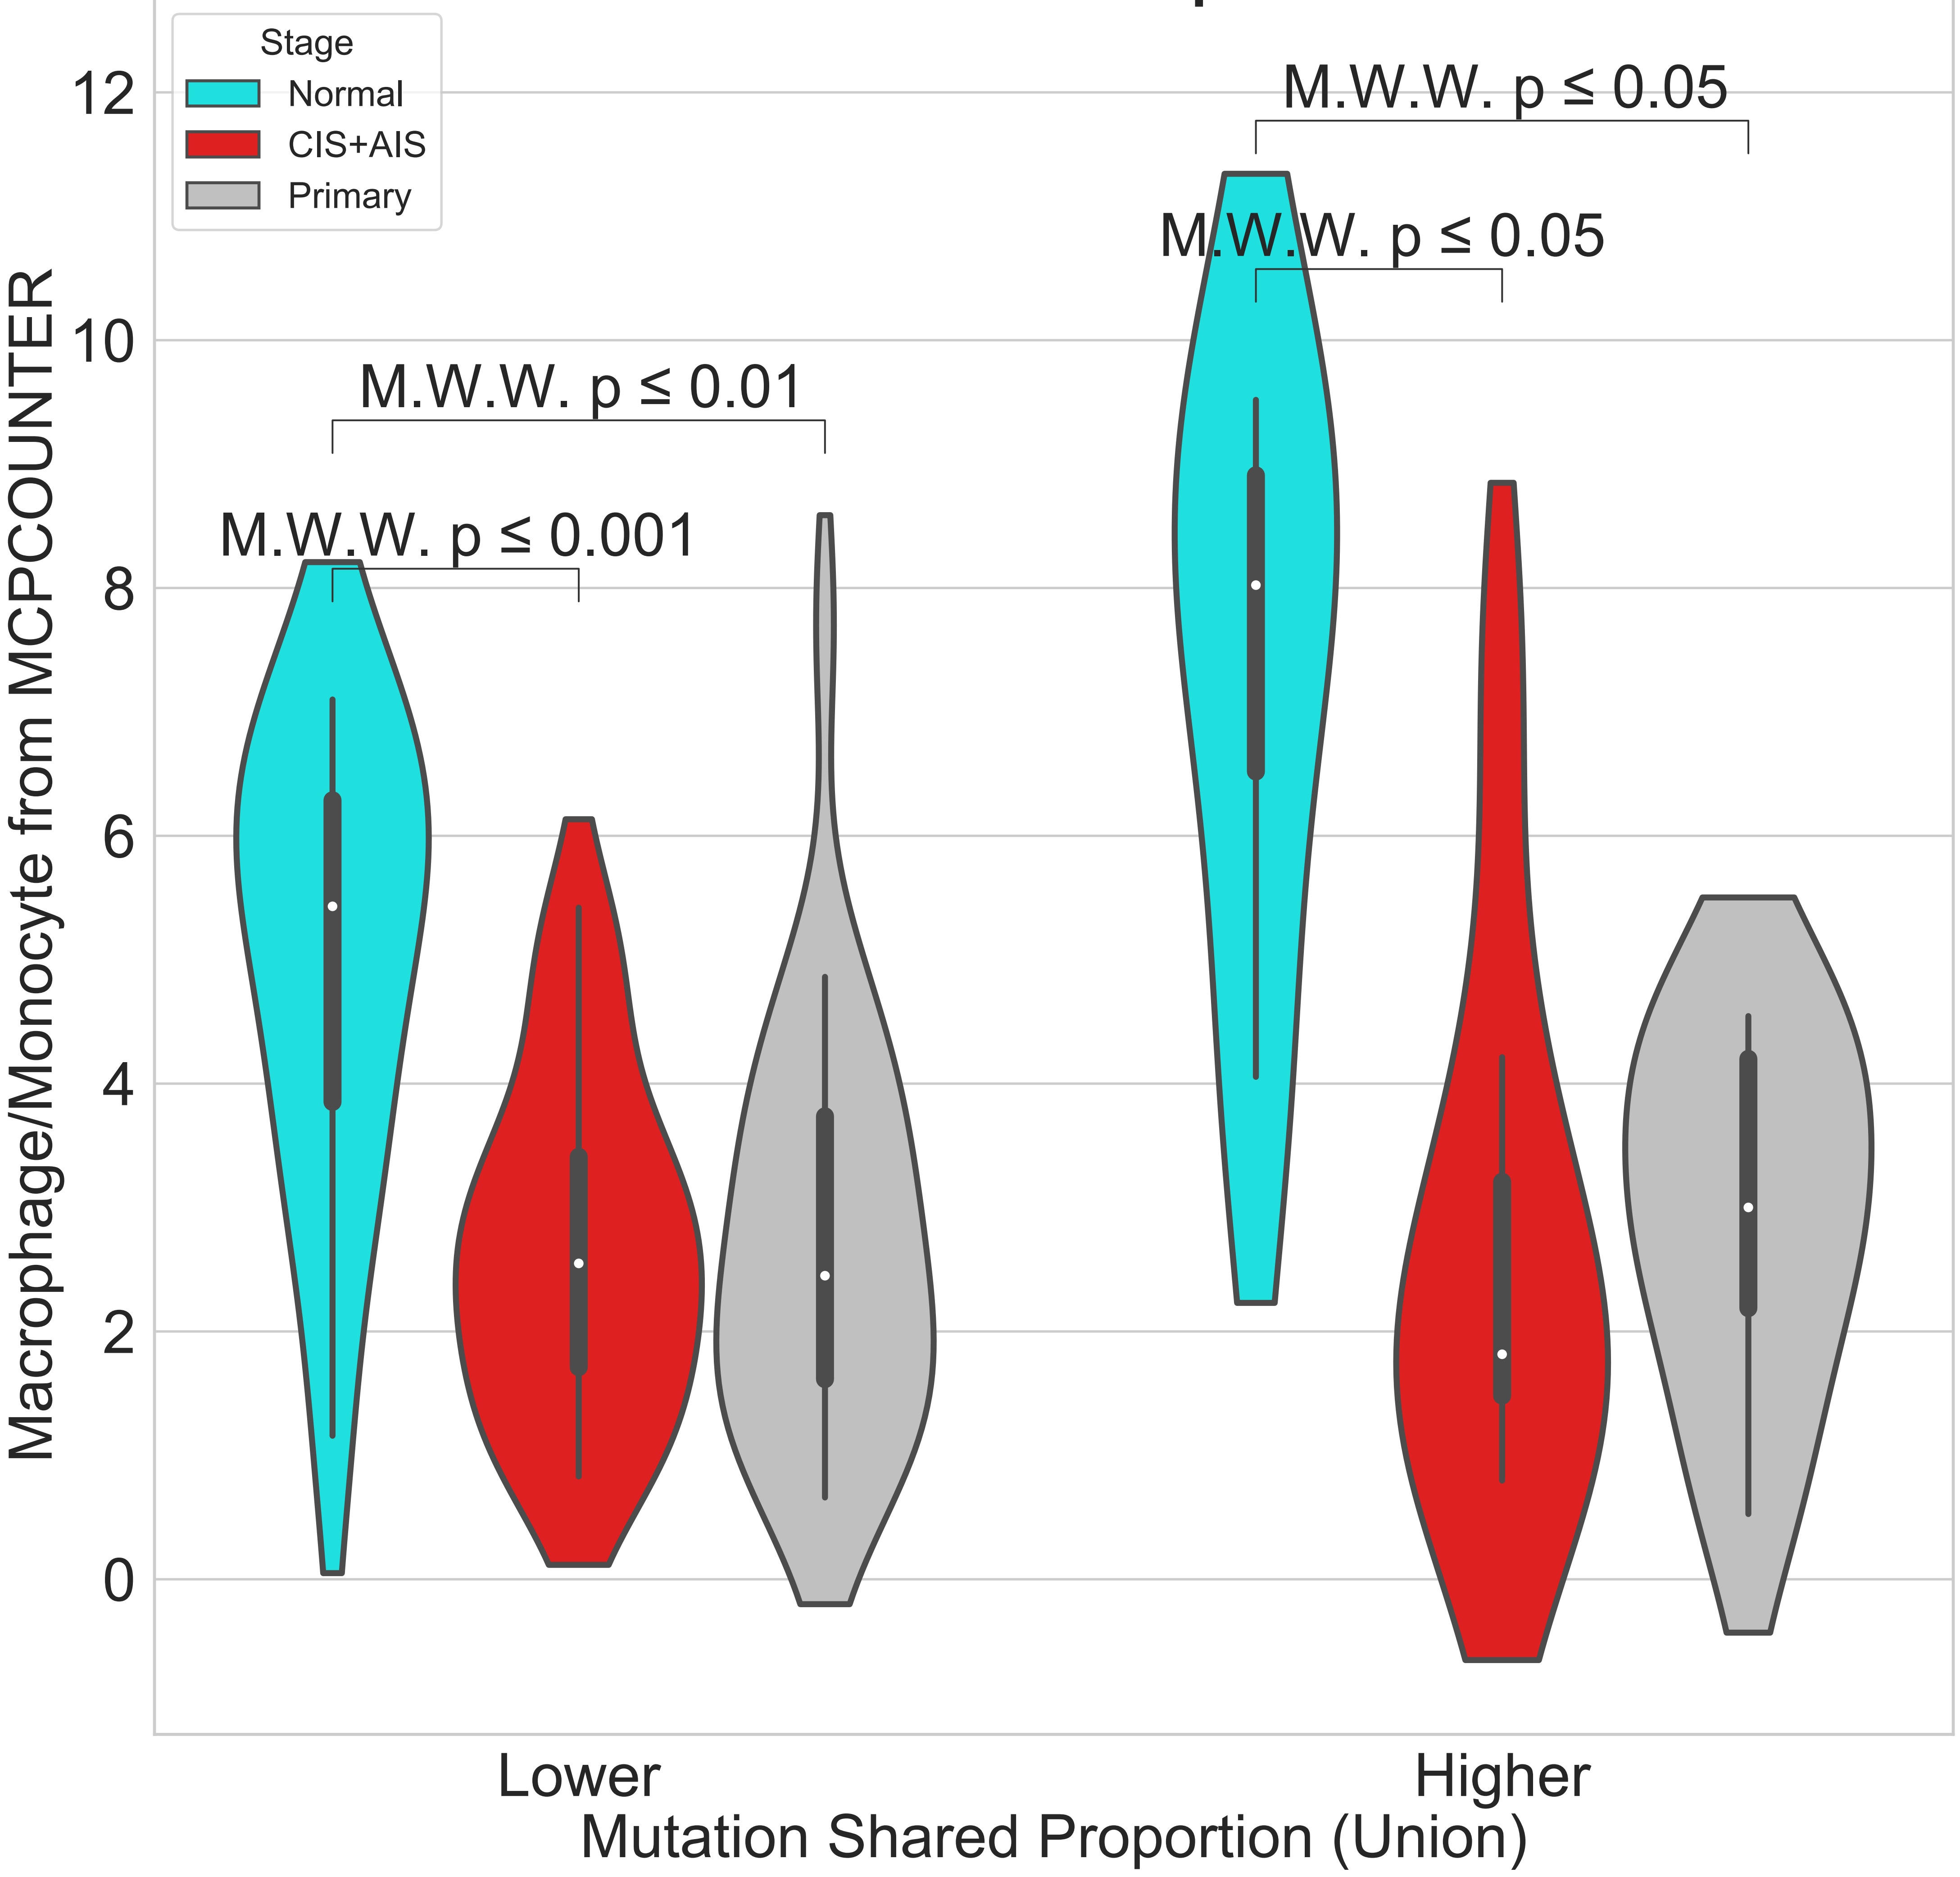 Stage
Normal
CIS+AIS
Primary
M.W.W. p ≤ 0.05
M.W.W. p ≤ 0.05
M.W.W. p ≤ 0.01
M.W.W. p ≤ 0.001
12
10
8
6
4
2
0
Macrophage/Monocyte from MCPCOUNTER
Lower
Higher
Mutation Shared Proportion (Union)